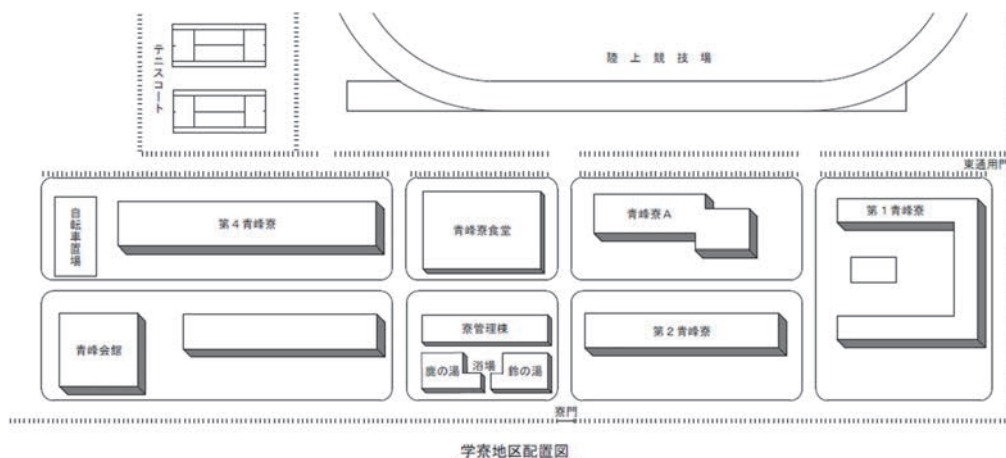 テニスコート
陸上競技場
東通用門
自転車置場
第4青峰寮
青峰寮食堂
青峰寮A
第1青峰寮
青峰会館
寮管理棟
鹿の湯
浴場
鈴の湯
第2青峰寮
寮門
学寮地区配置図